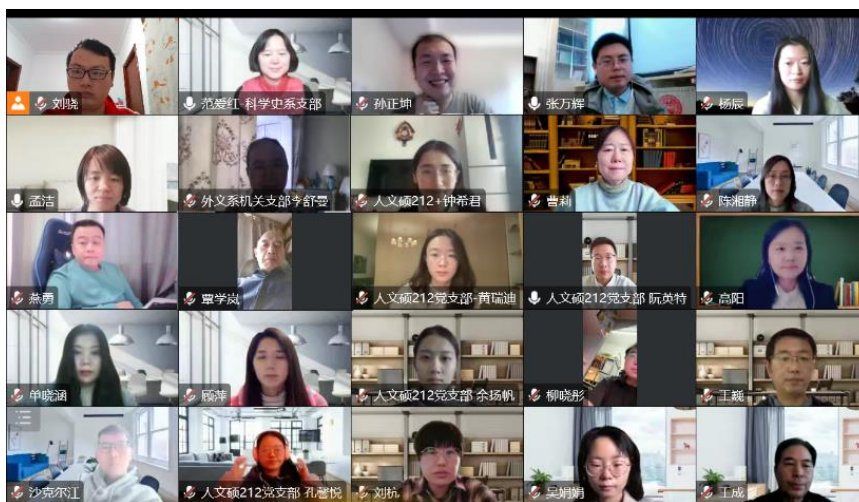 刘骁
范爱红-科学史系支部
孙正坤
张万辉
杨辰
孟洁
外文系机关支部李舒曼
人文硕212+钟希君
曹莉
陈湘静
燕勇
覃学岚
人文硕212党支部-黄瑞迪
人文硕212党支部 阮英特
高阳
单晓涵
顾萍
人文硕212党支部 余扬帆
柳晓彤
王巍
沙克尔江
人文硕212党支部 孔馨悦
刘杭
吴娟娟
王成